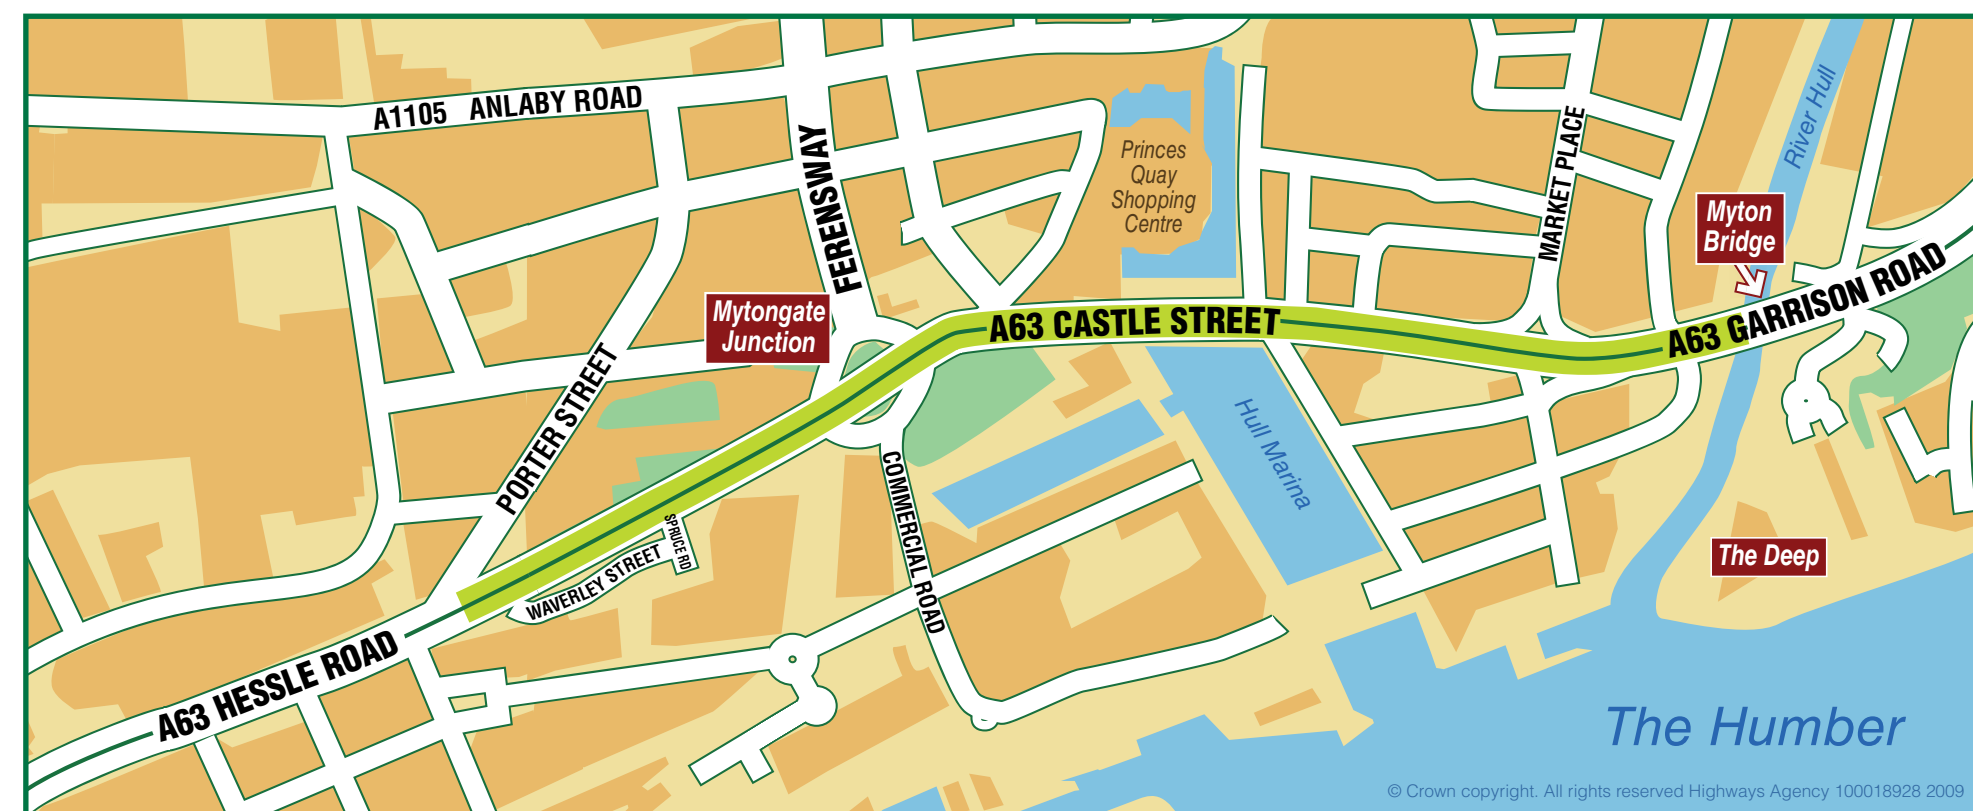 A1105 ANLABY ROAD
FERENSWAY
Princes
Quay
Shopping
Centre
MARKET PLACE
River Hull
Myton
Bridge
Mytongate
Junction
A63 CASTLE STREET
A63 GARRISON ROAD
PORTER STREET
Hull Marina
COMMERCIAL ROAD
SPRUCE RD
WAVERLEY STREET
The Deep
A63 HESSLE ROAD
The Humber
© Crown copyright. All rights reserved Highways Agency 100018928 2009